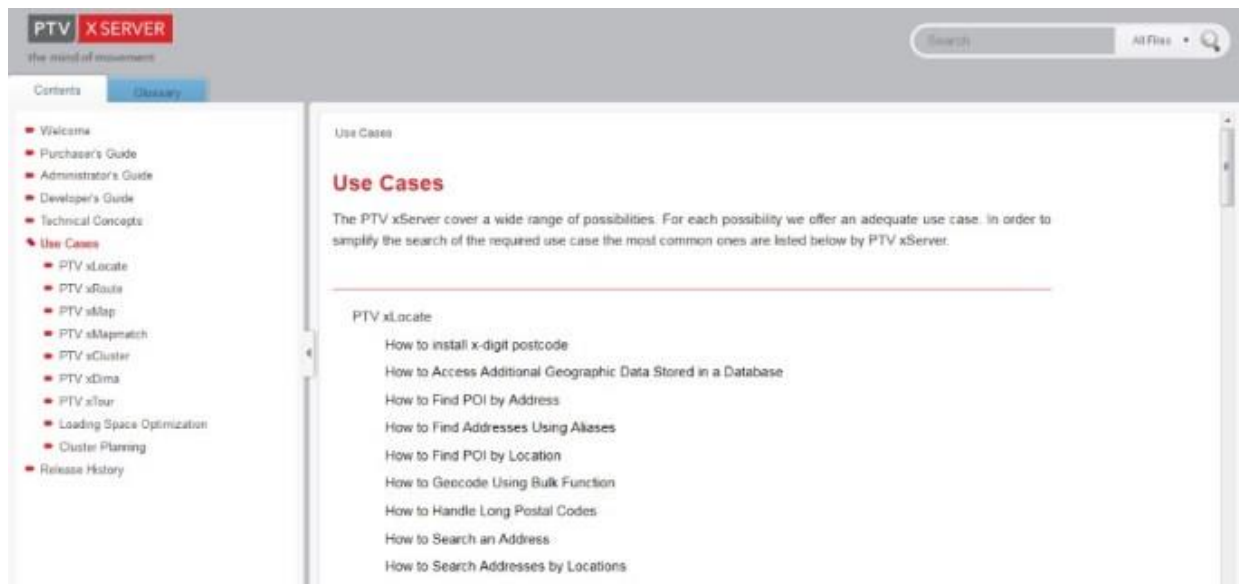 PTV XSERVER
the mind of movement
Search
All Files
Contents
Glossary
Welcome
Purchaser's Guide
Administrator's Guide
Developer's Guide
Technical Concepts
Use Cases
PTV xLocate
PTV xRoute
PTV xMap
PTV xMapmatch
PTV xCluster
PTV xDima
PTV xTour
Loading Space Optimization
Cluster Planning
Release History
Use Cases
Use Cases
The PTV xServer cover a wide range of possibilities. For each possibility we offer an adequate use case. In order to
simplify the search of the required use case the most common ones are listed below by PTV xServer.
PTV xLocate
How to install x-digit postcode
How to Access Additional Geographic Data Stored in a Database
How to Find POI by Address
How to Find Addresses Using Aliases
How to Find POI by Location
How to Geocode Using Bulk Function
How to Handle Long Postal Codes
How to Search an Address
How to Search Addresses by Locations